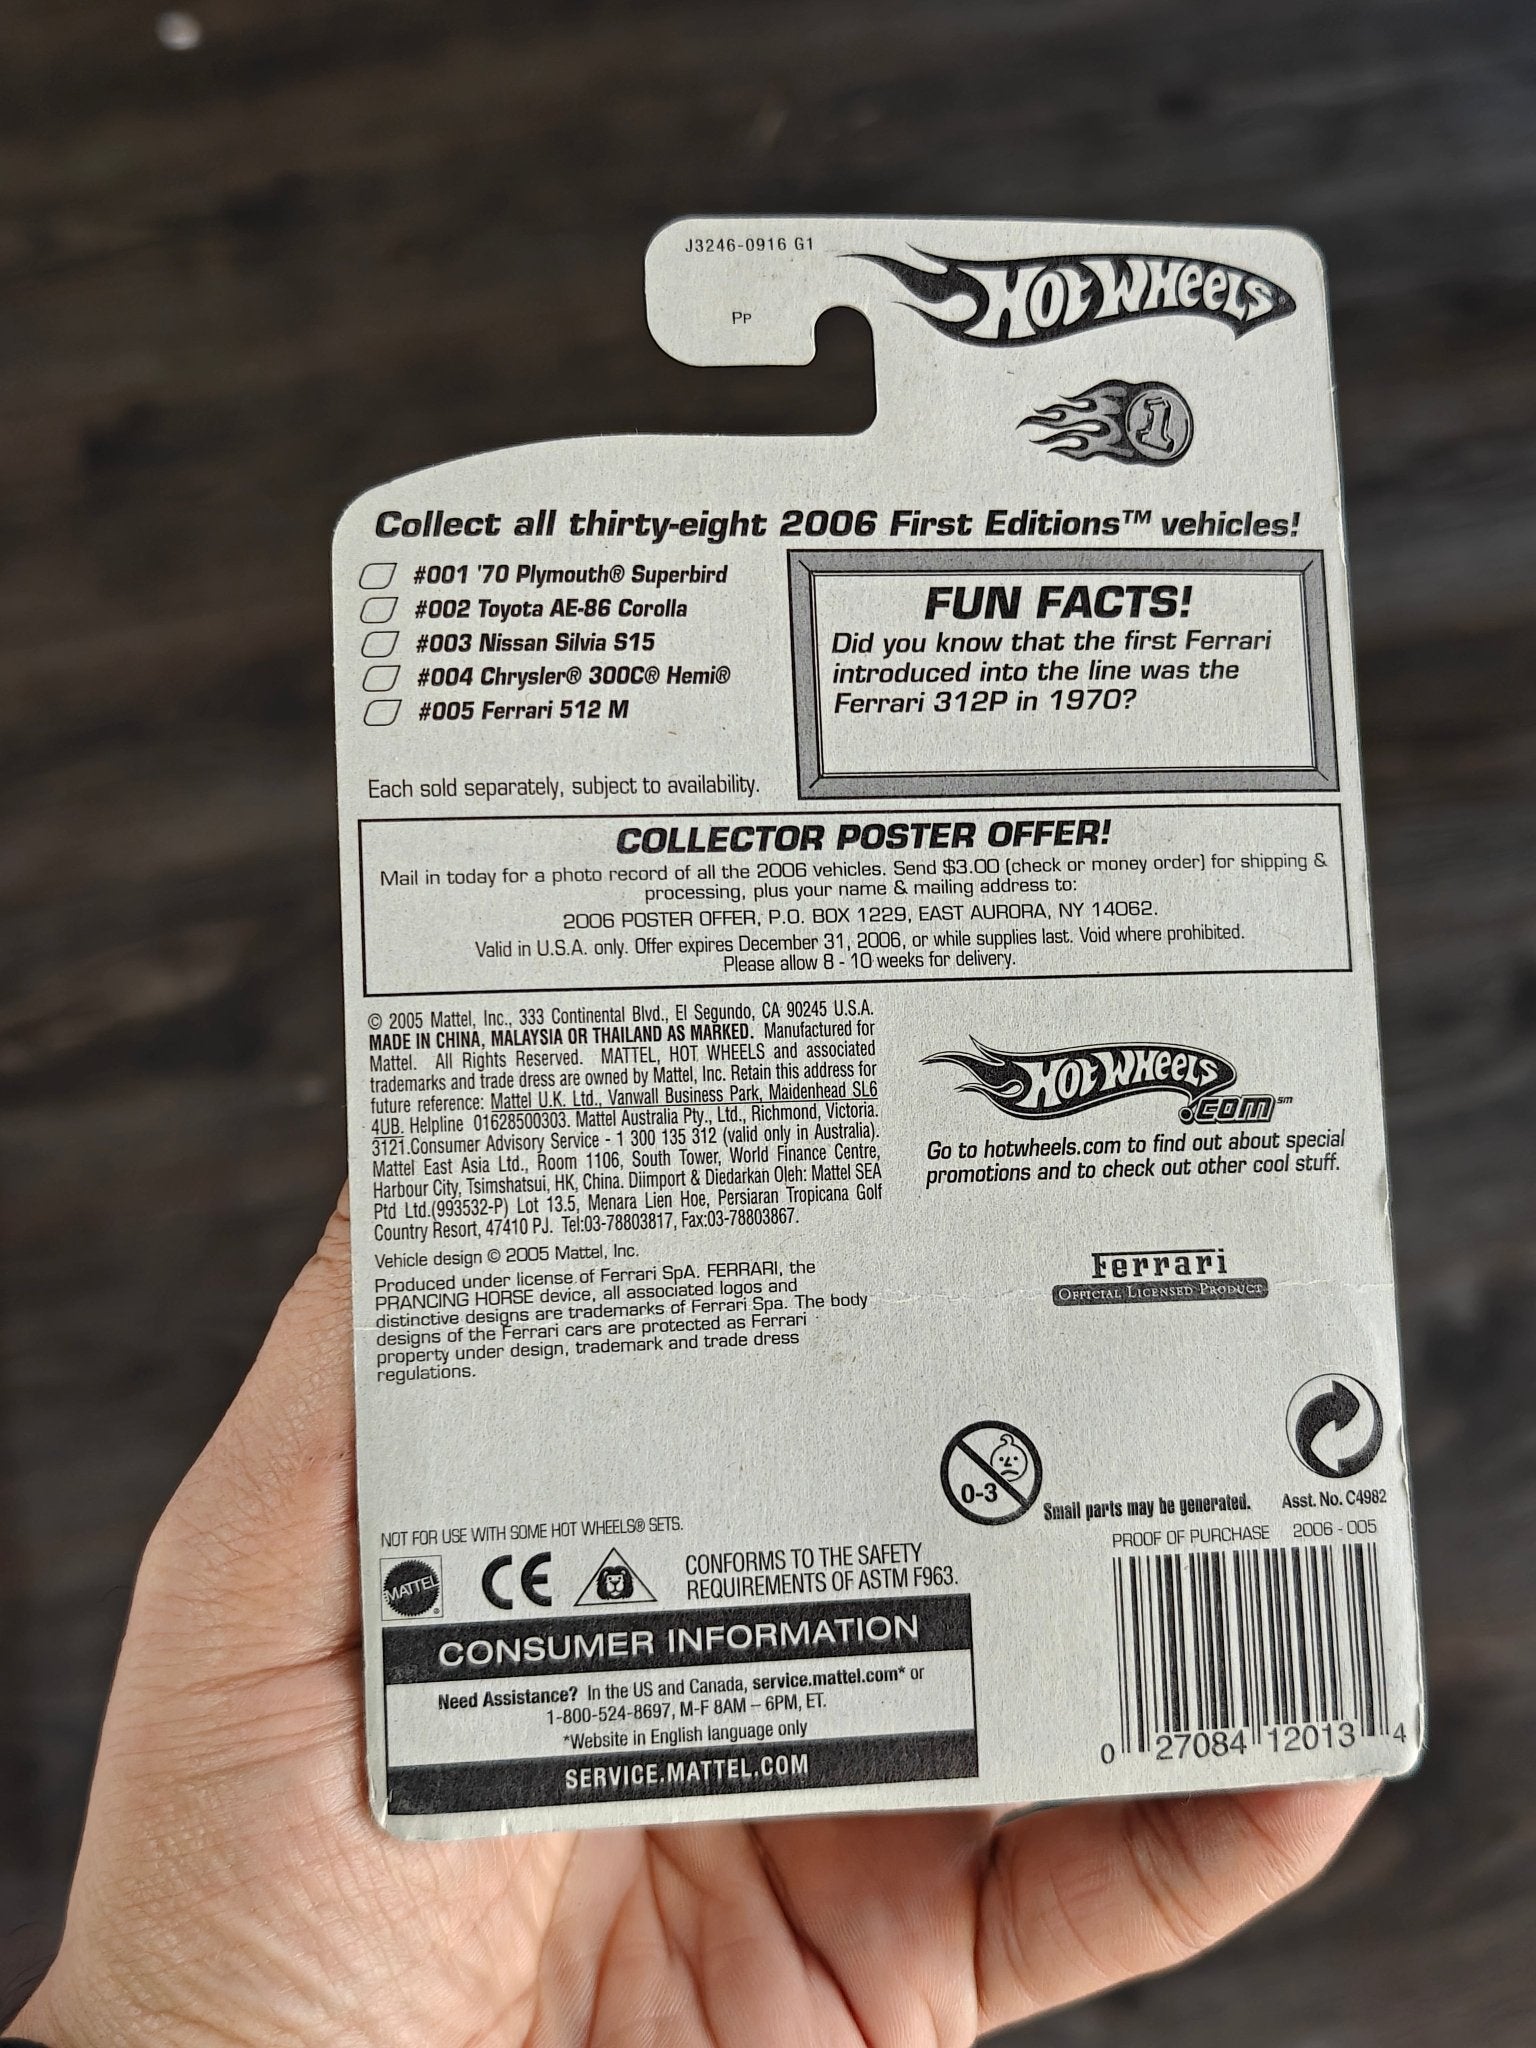 J3246-0916 G1
PP
HOT WHEELS
1
Collect all thirty-eight 2006 First Editions™ vehicles!
#001 '70 Plymouth® Superbird
#002 Toyota AE-86 Corolla
#003 Nissan Silvia S15
#004 Chrysler® 300C® Hemi®
#005 Ferrari 512 M
Each sold separately, subject to availability.
FUN FACTS!
Did you know that the first Ferrari
introduced into the line was the
Ferrari 312P in 1970?
COLLECTOR POSTER OFFER!
Mail in today for a photo record of all the 2006 vehicles. Send $3.00 (check or money order) for shipping &
processing, plus your name & mailing address to:
2006 POSTER OFFER, P.O. BOX 1229, EAST AURORA, NY 14062.
Valid in U.S.A. only. Offer expires December 31, 2006, or while supplies last. Void where prohibited.
Please allow 8 - 10 weeks for delivery.
© 2005 Mattel, Inc., 333 Continental Blvd., El Segundo, CA 90245 U.S.A.
MADE IN CHINA, MALAYSIA OR THAILAND AS MARKED. Manufactured for
Mattel. All Rights Reserved. MATTEL, HOT WHEELS and associated
trademarks and trade dress are owned by Mattel, Inc. Retain this address for
future reference: Mattel U.K. Ltd., Vanwall Business Park, Maidenhead SL6
4UB. Helpline 01628500303. Mattel Australia Pty., Ltd., Richmond, Victoria.
3121.Consumer Advisory Service - 1 300 135 312 (valid only in Australia).
Mattel East Asia Ltd., Room 1106, South Tower, World Finance Centre,
Harbour City, Tsimshatsui, HK, China. Diimport & Diedarkan Oleh: Mattel SEA
Ptd Ltd.(993532-P) Lot 13.5, Menara Lien Hoe, Persiaran Tropicana Golf
Country Resort, 47410 PJ. Tel:03-78803817, Fax:03-78803867.
Vehicle design © 2005 Mattel, Inc.
Produced under license of Ferrari SpA. FERRARI, the
PRANCING HORSE device, all associated logos and
distinctive designs are trademarks of Ferrari Spa. The body
designs of the Ferrari cars are protected as Ferrari
property under design, trademark and trade dress
regulations.
HOT WHEELS
.COM℠
Go to hotwheels.com to find out about special
promotions and to check out other cool stuff.
Ferrari
OFFICIAL LICENSED PRODUCT
0-3
Small parts may be generated.
Asst. No. C4982
PROOF OF PURCHASE 2006 - 005
0 27084 12013 4
NOT FOR USE WITH SOME HOT WHEELS® SETS.
MATTEL®
CE
CONFORMS TO THE SAFETY
REQUIREMENTS OF ASTM F963.
CONSUMER INFORMATION
Need Assistance? In the US and Canada, service.mattel.com* or
1-800-524-8697, M-F 8AM – 6PM, ET.
*Website in English language only
SERVICE.MATTEL.COM